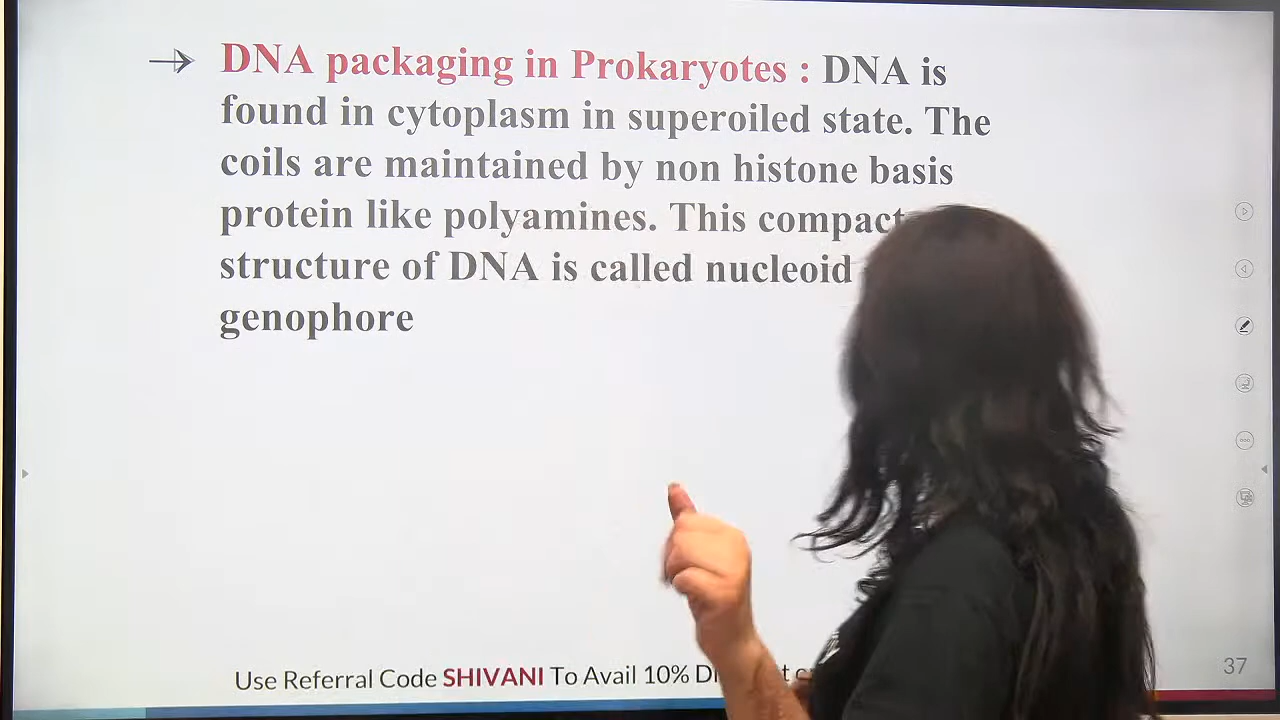 DNA packaging in Prokaryotes : DNA is
found in cytoplasm in superoiled state. The
coils are maintained by non histone basis
protein like polyamines. This compact
structure of DNA is called nucleoid
genophore
Use Referral Code SHIVANI To Avail 10%
37